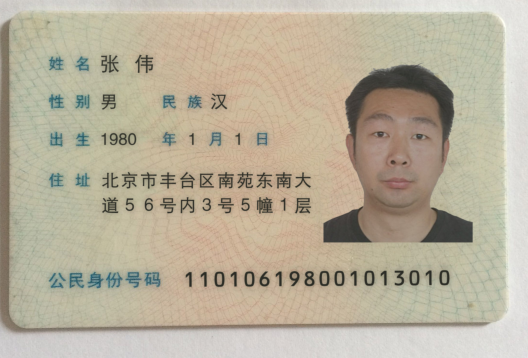 姓名 张伟
性别 男 民族 汉
出生 1980 年 1 月 1 日
住址 北京市丰台区南苑东南大
道56号内3号5幢1层
公民身份号码 110106198001013010